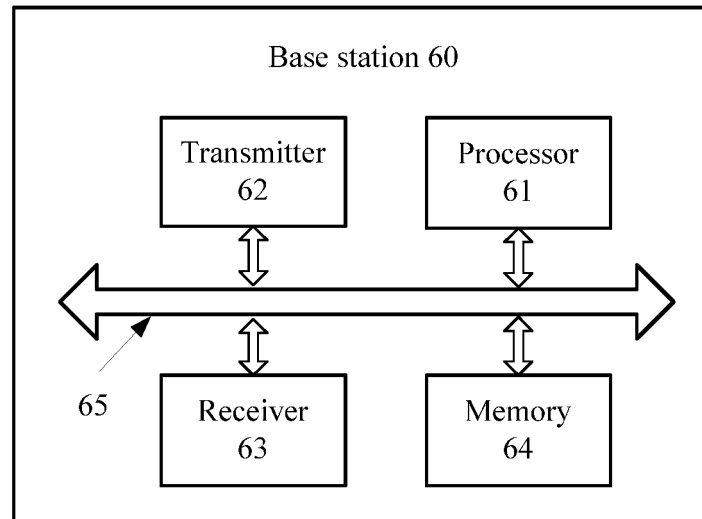 Base station 60
Transmitter
62
Processor
61
65
Receiver
63
Memory
64